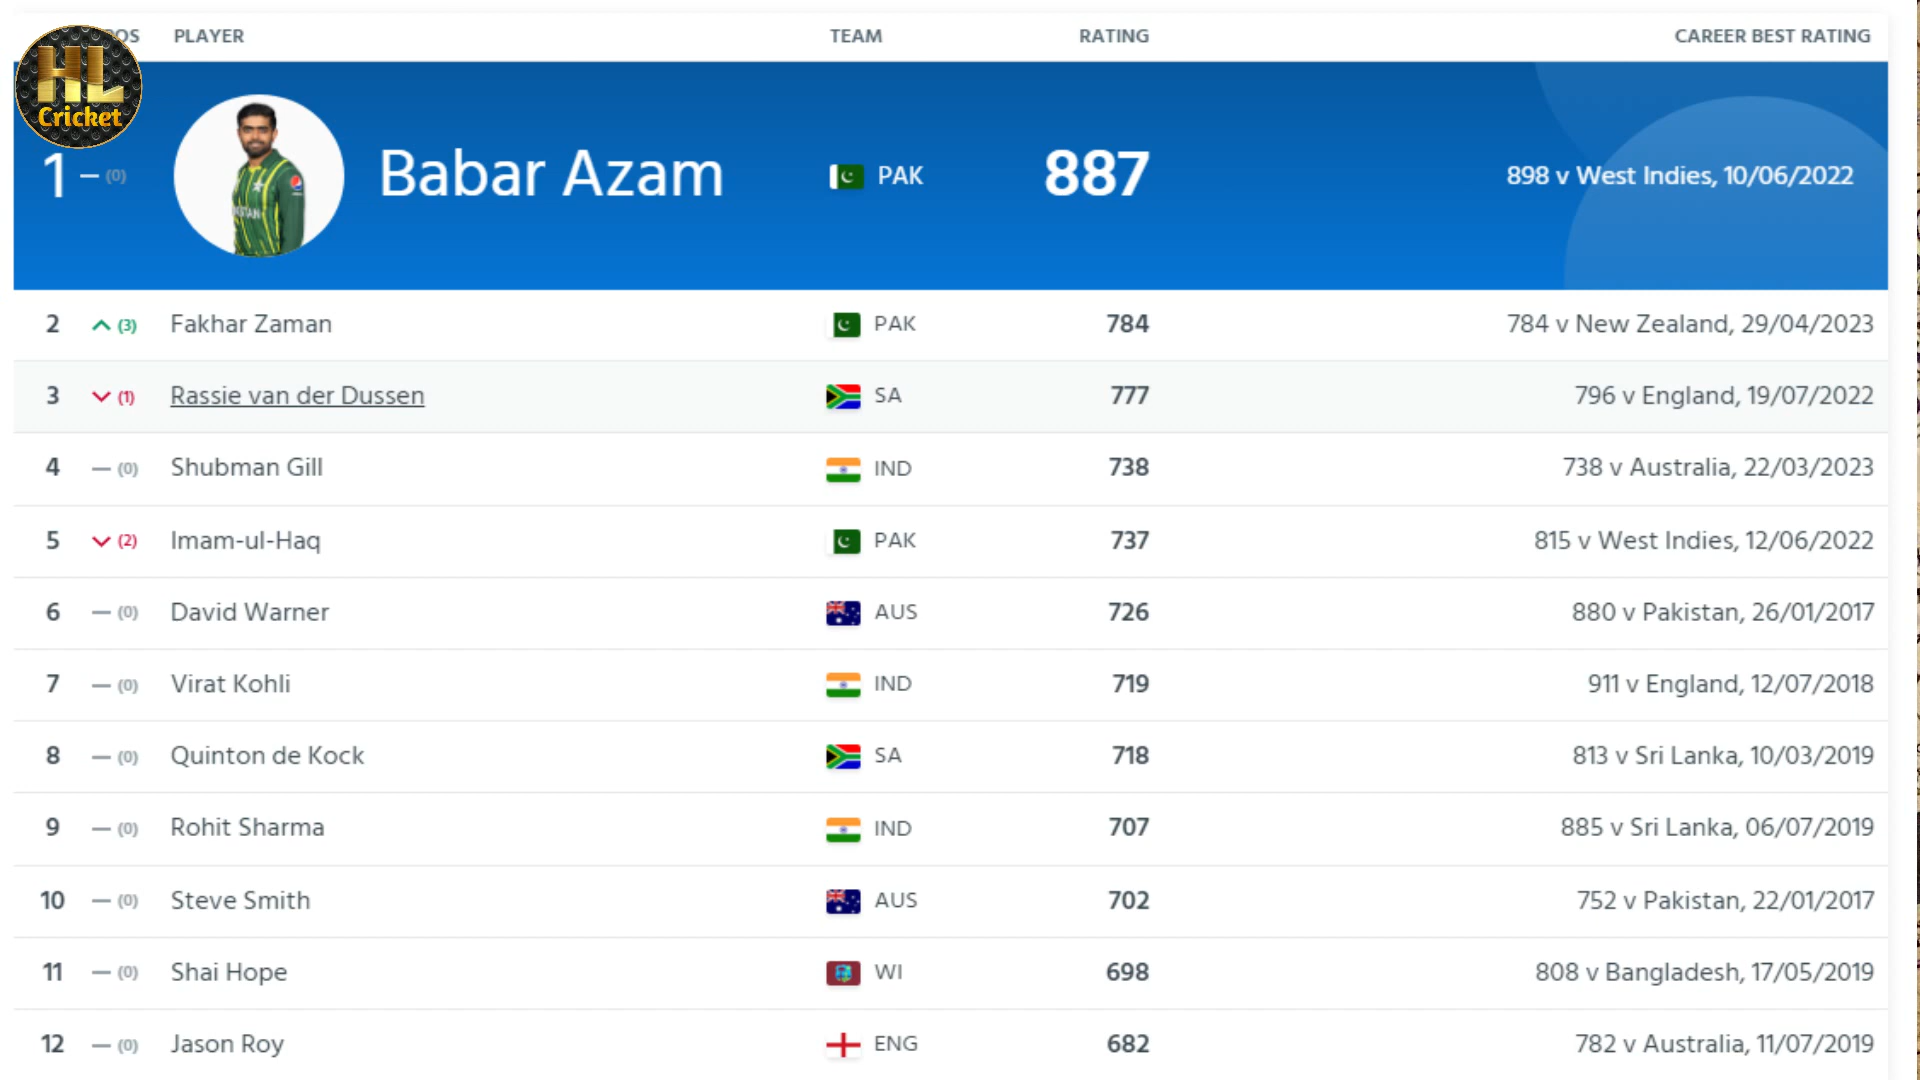 OS PLAYER TEAM RATING CAREER BEST RATING
HL
Cricket
1 — (0) Babar Azam PAK 887 898 v West Indies, 10/06/2022
2 (3) Fakhar Zaman PAK 784 784 v New Zealand, 29/04/2023
3 (1) Rassie van der Dussen SA 777 796 v England, 19/07/2022
4 — (0) Shubman Gill IND 738 738 v Australia, 22/03/2023
5 (2) Imam-ul-Haq PAK 737 815 v West Indies, 12/06/2022
6 — (0) David Warner AUS 726 880 v Pakistan, 26/01/2017
7 — (0) Virat Kohli IND 719 911 v England, 12/07/2018
8 — (0) Quinton de Kock SA 718 813 v Sri Lanka, 10/03/2019
9 — (0) Rohit Sharma IND 707 885 v Sri Lanka, 06/07/2019
10 — (0) Steve Smith AUS 702 752 v Pakistan, 22/01/2017
11 — (0) Shai Hope WI 698 808 v Bangladesh, 17/05/2019
12 — (0) Jason Roy ENG 682 782 v Australia, 11/07/2019